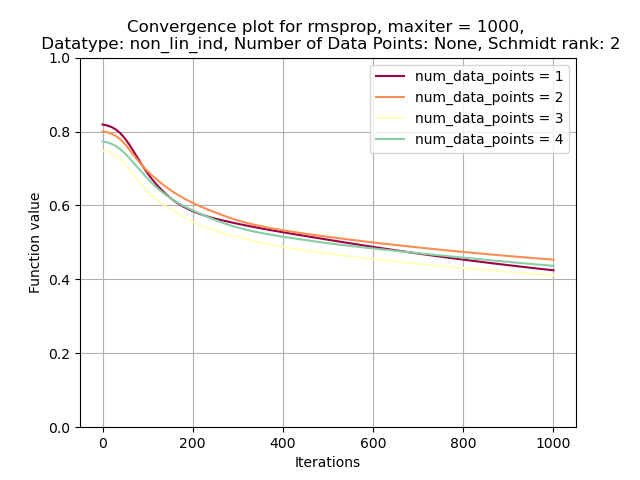 Convergence plot for rmsprop, maxiter = 1000,
Datatype: non_lin_ind, Number of Data Points: None, Schmidt rank: 2
1.0
0.8
0.6
0.4
0.2
0.0
Function value
num_data_points = 1
num_data_points = 2
num_data_points = 3
num_data_points = 4
0 200 400 600 800 1000
Iterations